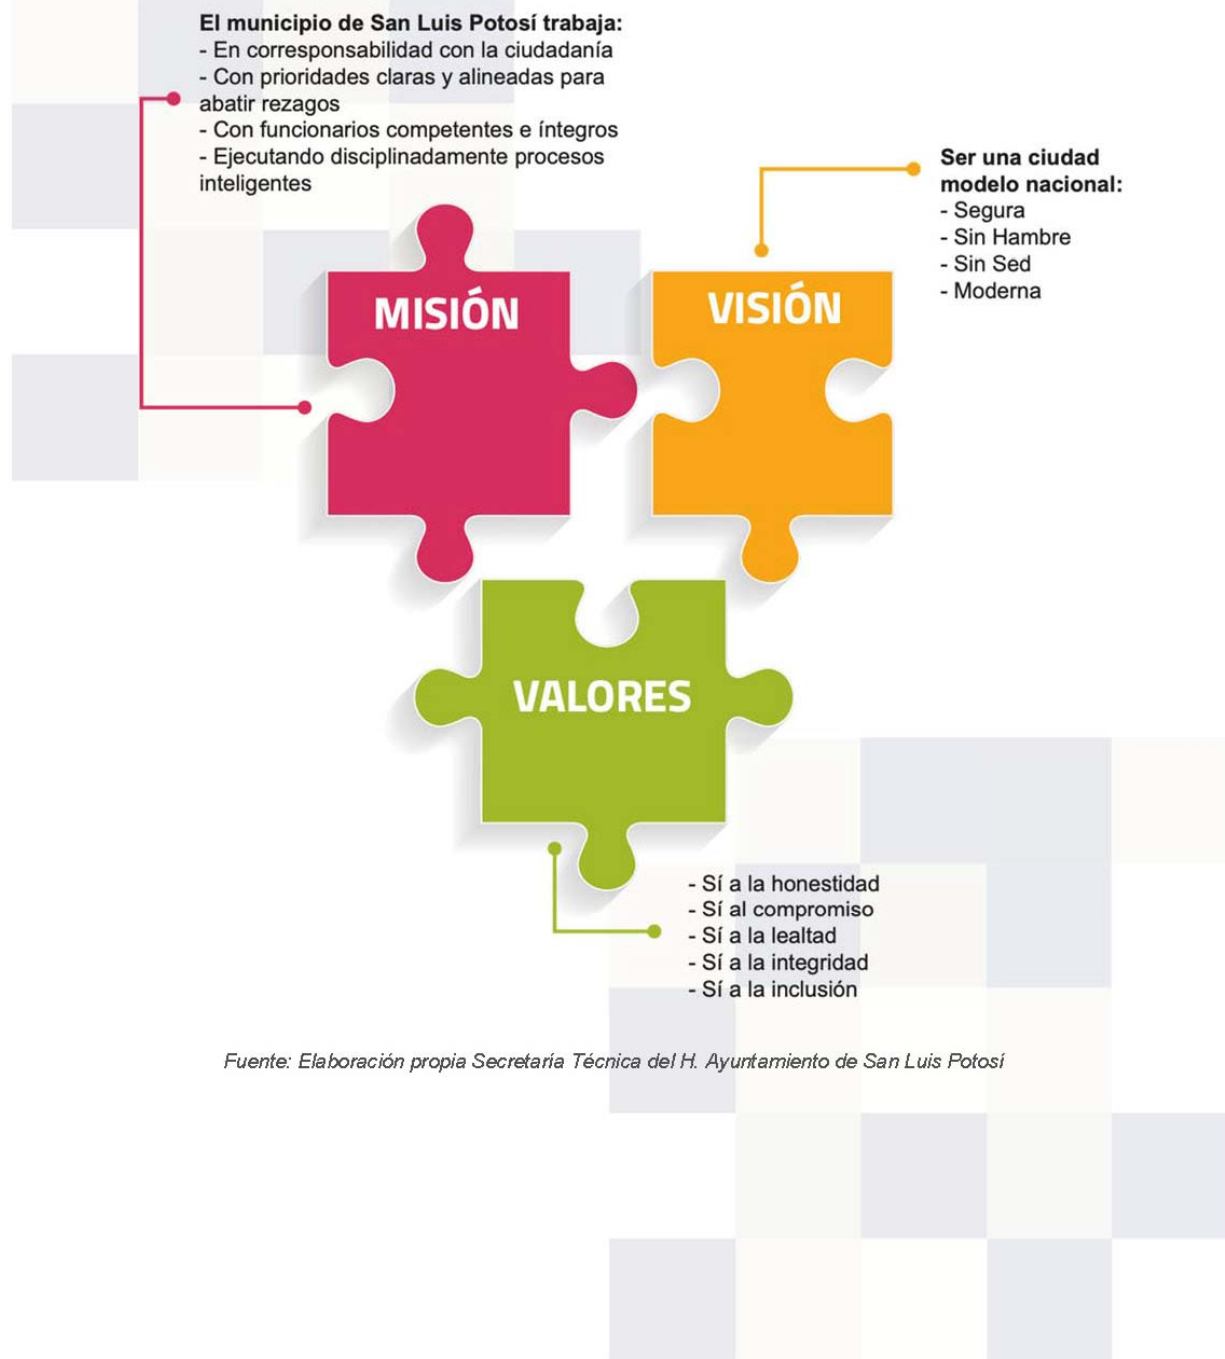 El municipio de San Luis Potosí trabaja:
- En corresponsabilidad con la ciudadanía
- Con prioridades claras y alineadas para
abatir rezagos
- Con funcionarios competentes e íntegros
- Ejecutando disciplinadamente procesos
inteligentes
Ser una ciudad
modelo nacional:
- Segura
- Sin Hambre
- Sin Sed
- Moderna
MISIÓN
VISIÓN
VALORES
- Sí a la honestidad
- Sí al compromiso
- Sí a la lealtad
- Sí a la integridad
- Sí a la inclusión
Fuente: Elaboración propia Secretaría Técnica del H. Ayuntamiento de San Luis Potosí